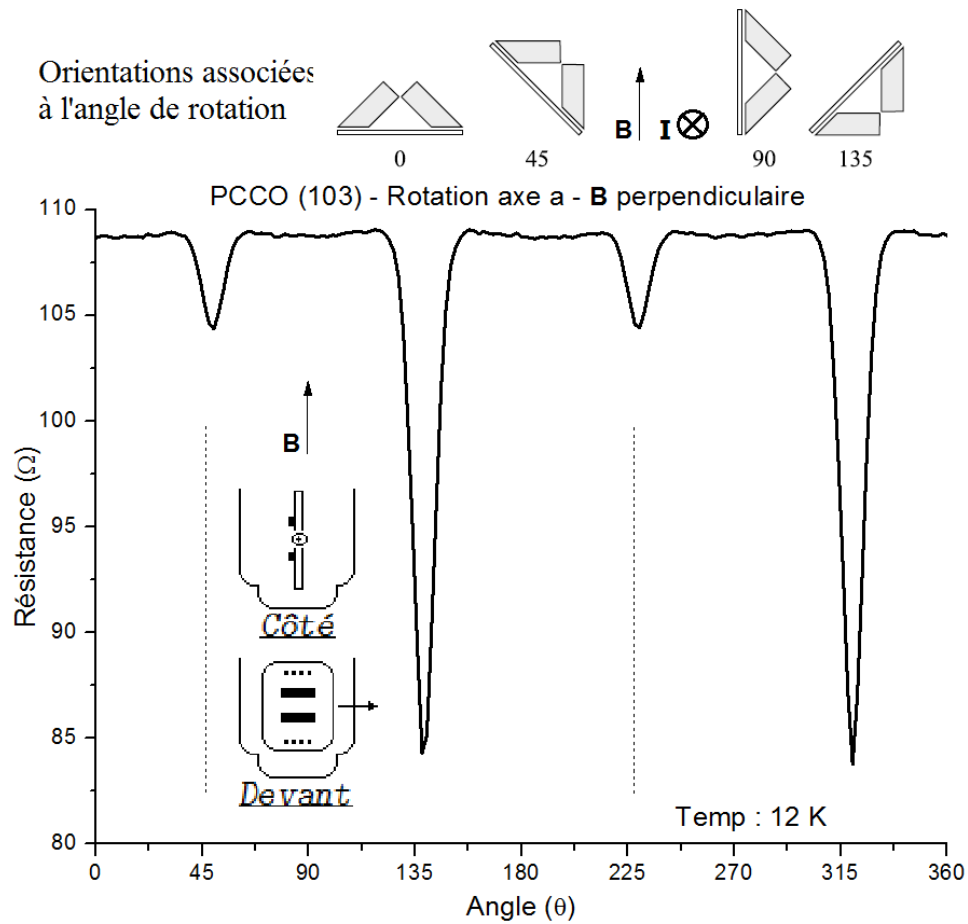 Orientations associées
à l'angle de rotation
B
I
0
45
90
135
PCCO (103) - Rotation axe a - B perpendiculaire
110
105
100
95
90
85
80
Résistance (Ω)
B
Côté
Devant
Temp : 12 K
0
45
90
135
180
225
270
315
360
Angle (θ)